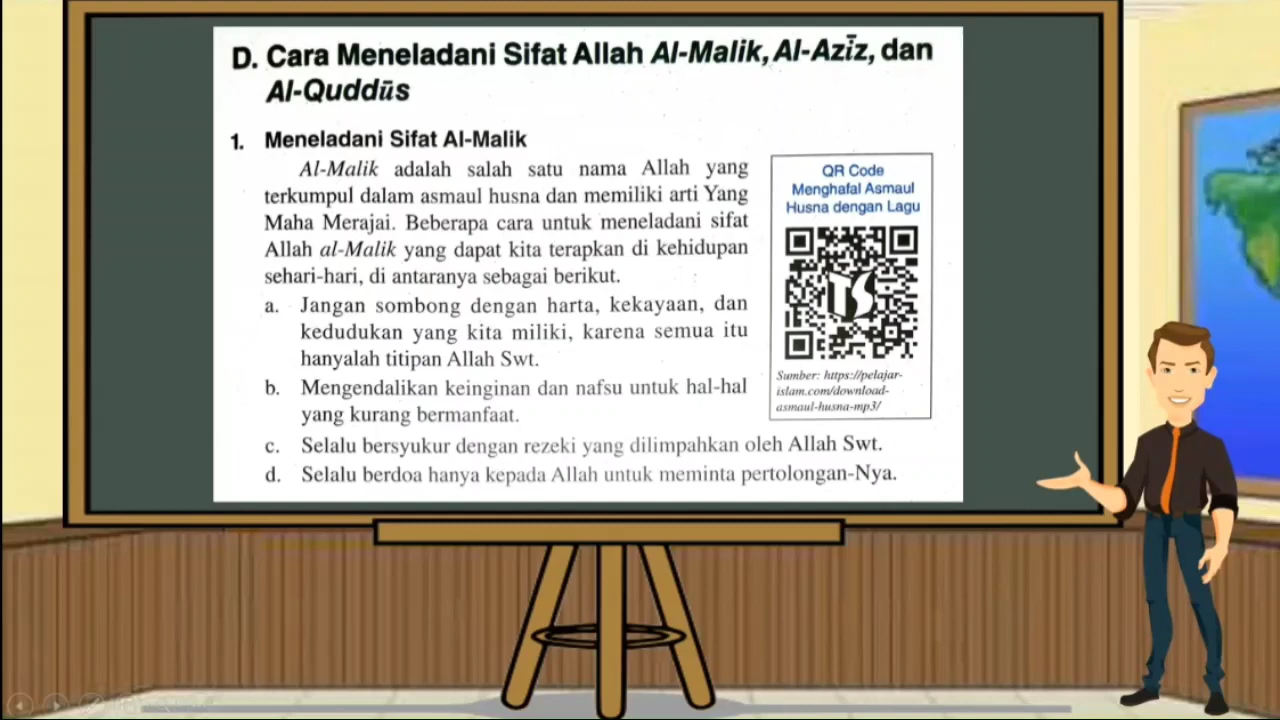 D. Cara Meneladani Sifat Allah Al-Malik, Al-Azīz, dan
Al-Quddūs
1. Meneladani Sifat Al-Malik
Al-Malik adalah salah satu nama Allah yang
terkumpul dalam asmaul husna dan memiliki arti Yang
Maha Merajai. Beberapa cara untuk meneladani sifat
Allah al-Malik yang dapat kita terapkan di kehidupan
sehari-hari, di antaranya sebagai berikut.
a. Jangan sombong dengan harta, kekayaan, dan
kedudukan yang kita miliki, karena semua itu
hanyalah titipan Allah Swt.
b. Mengendalikan keinginan dan nafsu untuk hal-hal
yang kurang bermanfaat.
c. Selalu bersyukur dengan rezeki yang dilimpahkan oleh Allah Swt.
d. Selalu berdoa hanya kepada Allah untuk meminta pertolongan-Nya.
QR Code
Menghafal Asmaul
Husna dengan Lagu
TS
Sumber: https://pelajar-
islam.com/download-
asmaul-husna-mp3/